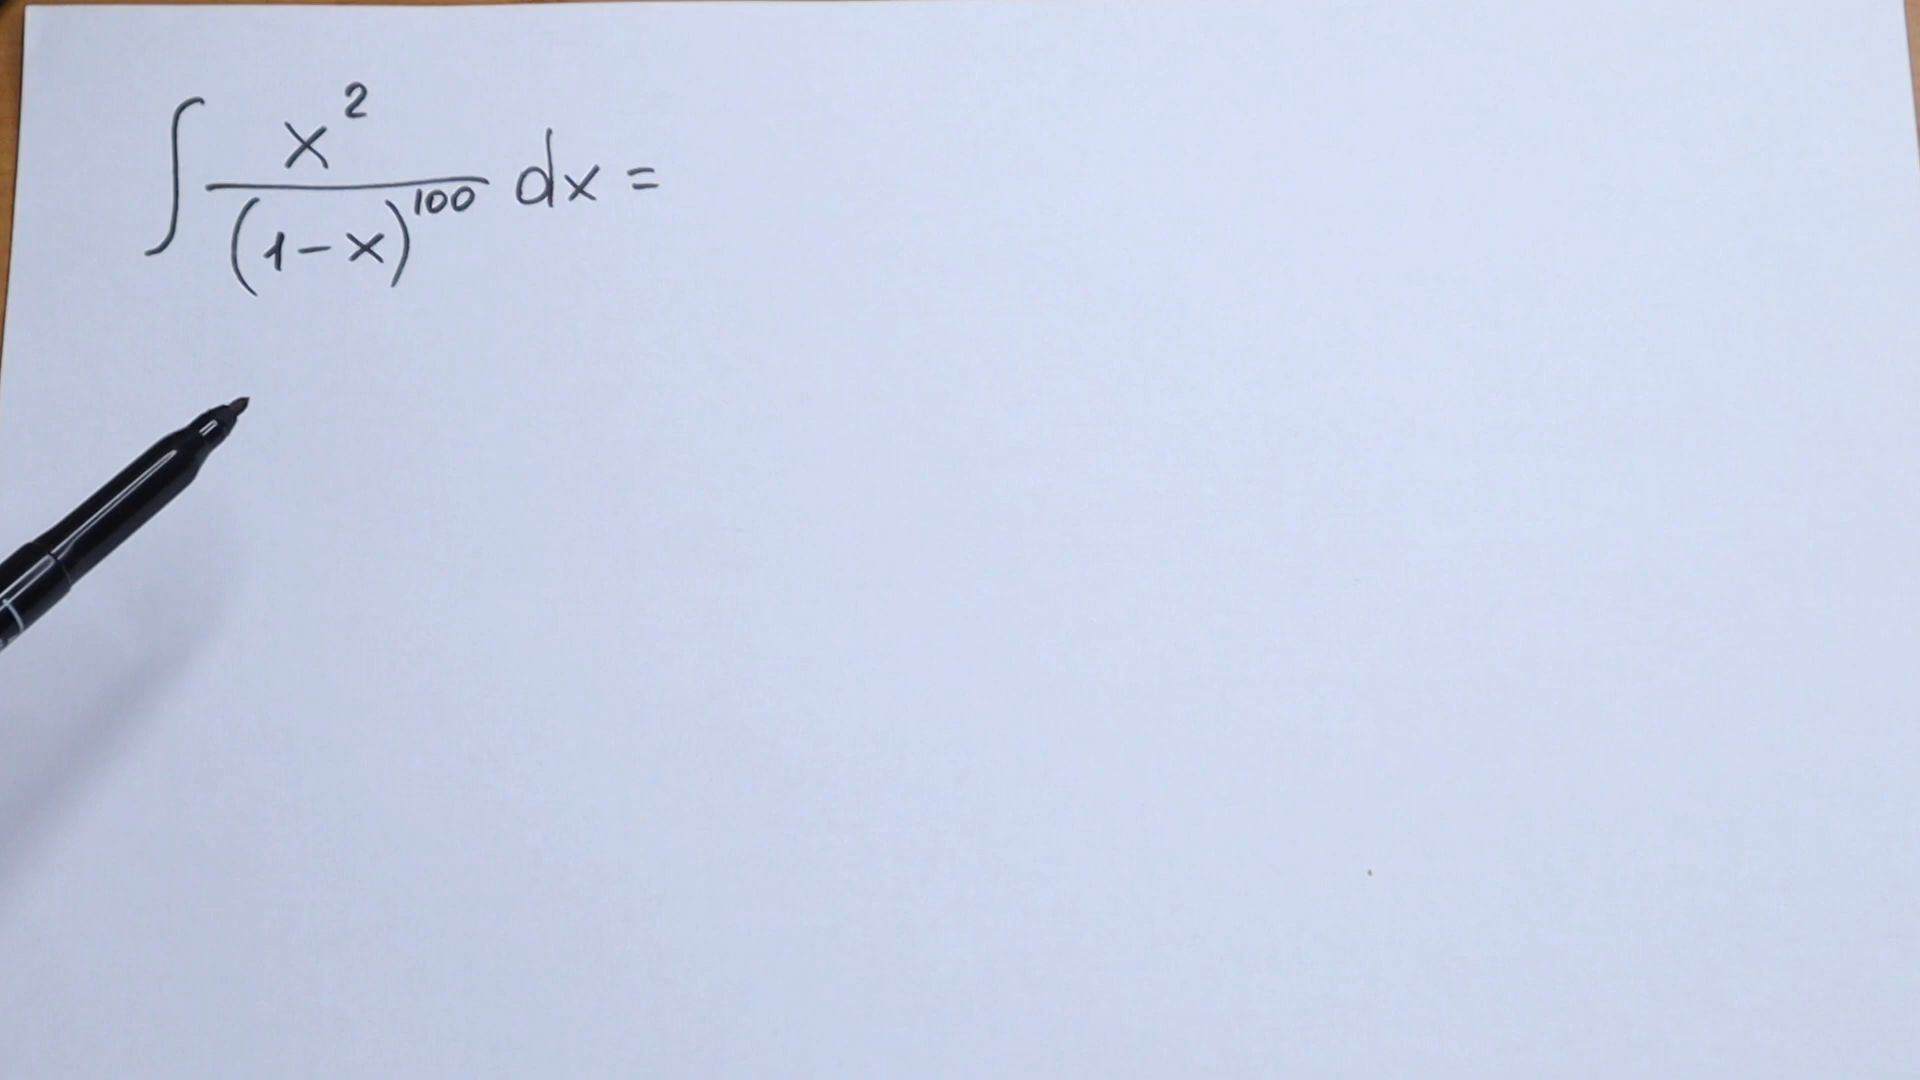 ∫ x²/(1-x)¹⁰⁰ dx =